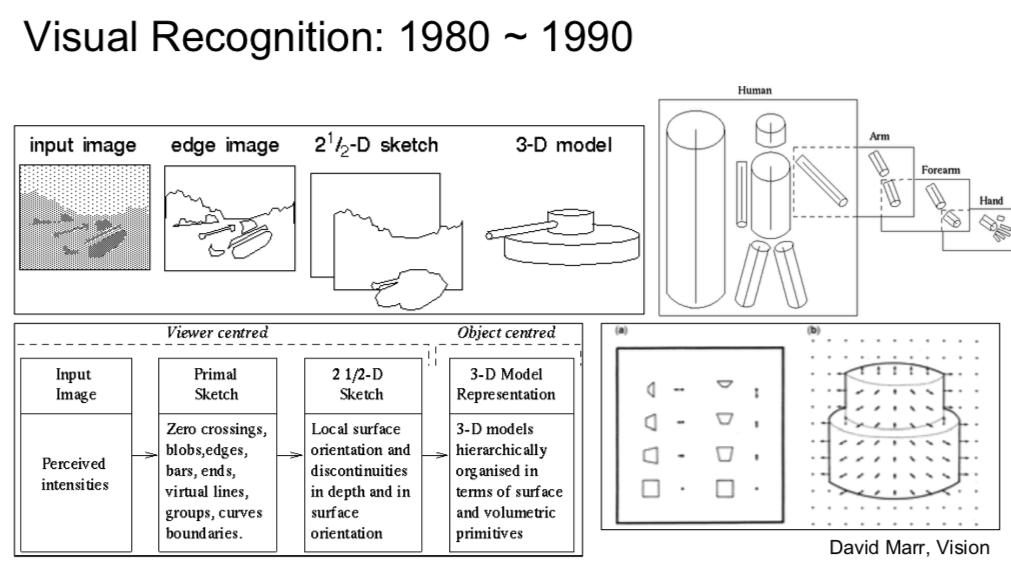 Visual Recognition: 1980 ~ 1990
input image
edge image
2 1/2-D sketch
3-D model
Human
Arm
Forearm
Hand
Viewer centred
Object centred
Input
Image
Perceived
intensities
Primal
Sketch
Zero crossings,
blobs,edges,
bars, ends,
virtual lines,
groups, curves
boundaries.
2 1/2-D
Sketch
Local surface
orientation and
discontinuities
in depth and in
surface
orientation
3-D Model
Representation
3-D models
hierarchically
organised in
terms of surface
and volumetric
primitives
(a)
(b)
David Marr, Vision